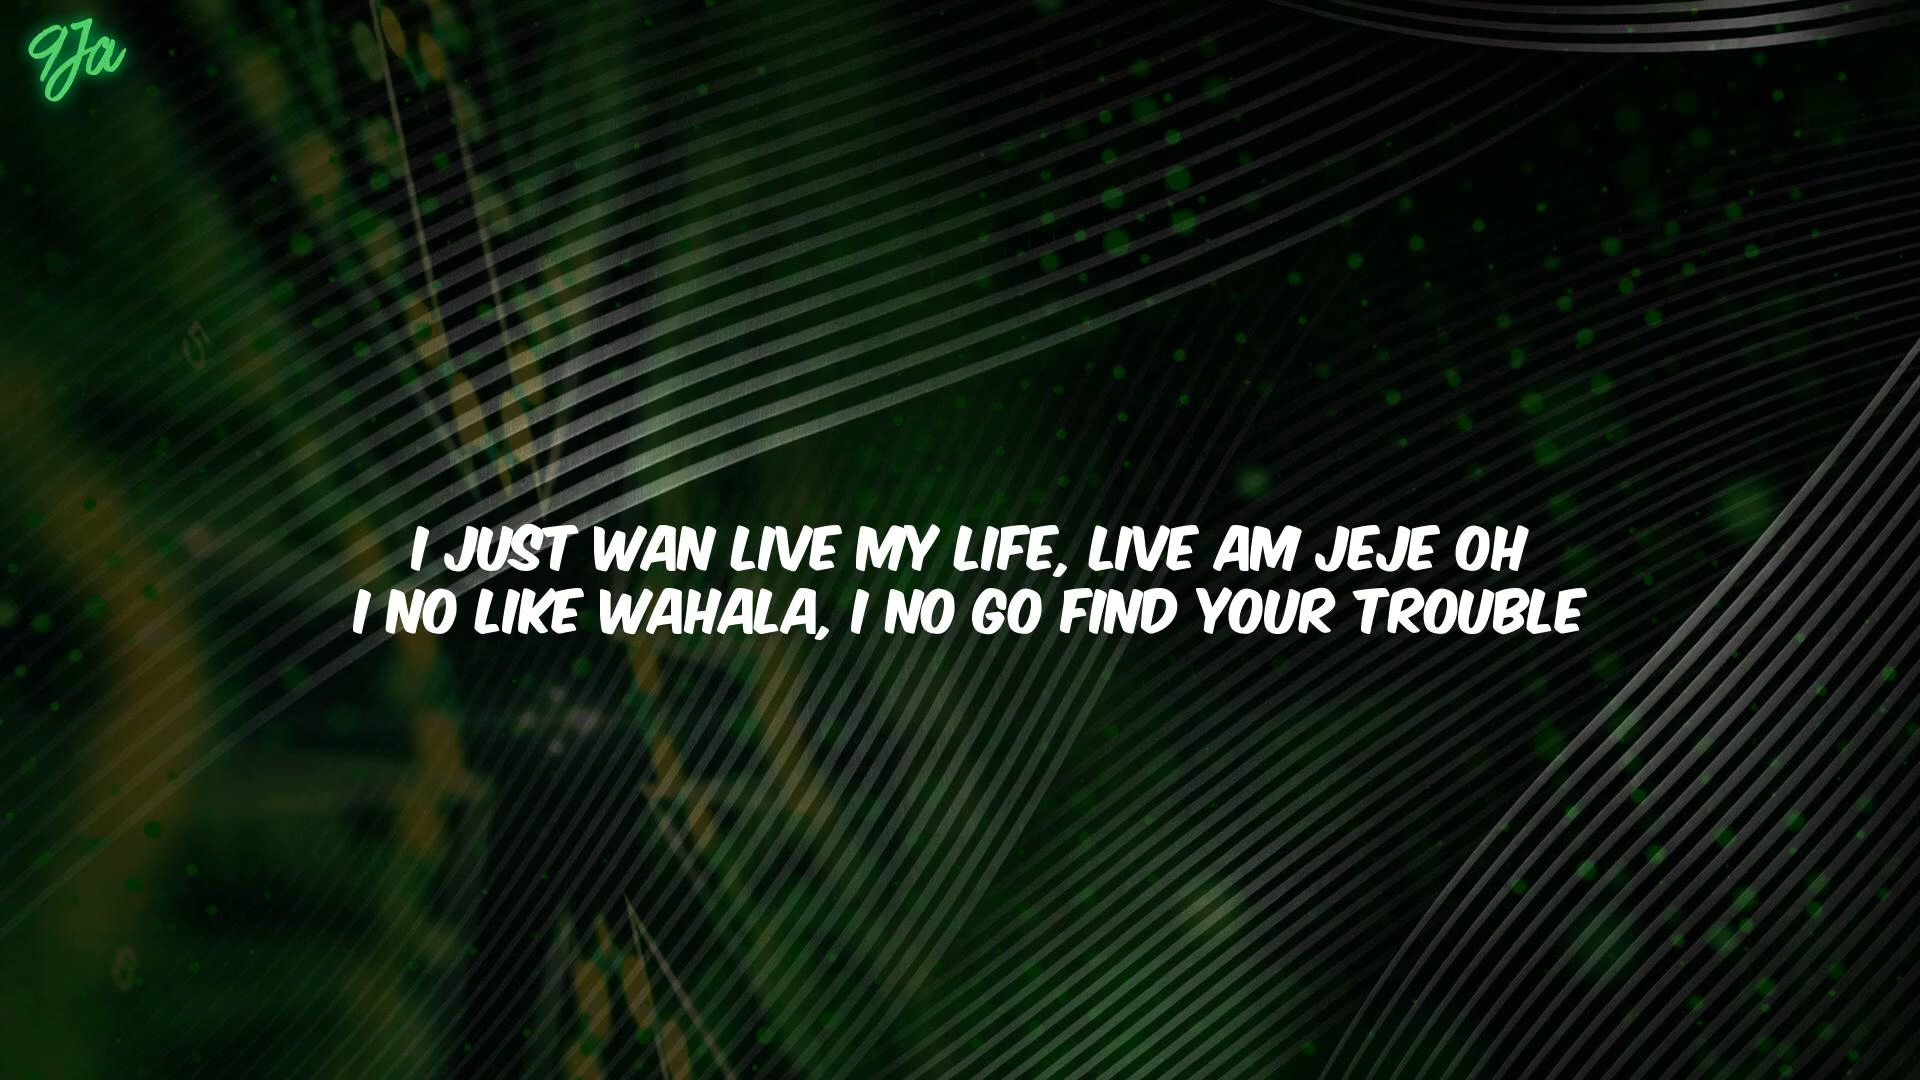 9Ja
I JUST WAN LIVE MY LIFE, LIVE AM JEJE OH
I NO LIKE WAHALA, I NO GO FIND YOUR TROUBLE